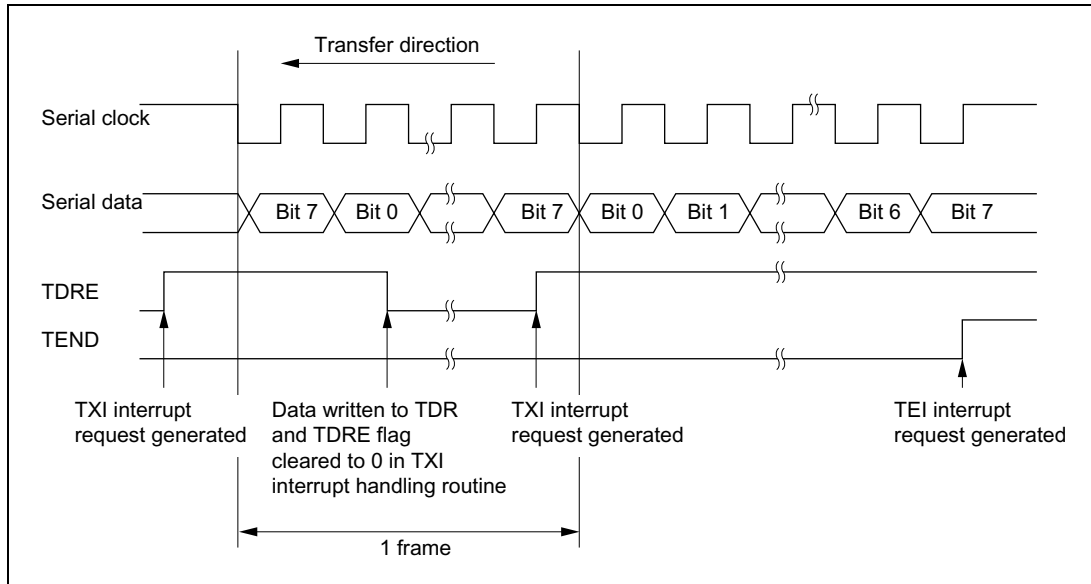 Transfer direction
Serial clock
Serial data
Bit 7
Bit 0
Bit 7
Bit 0
Bit 1
Bit 6
Bit 7
TDRE
TEND
TXI interrupt
request generated
Data written to TDR
and TDRE flag
cleared to 0 in TXI
interrupt handling routine
TXI interrupt
request generated
TEI interrupt
request generated
1 frame